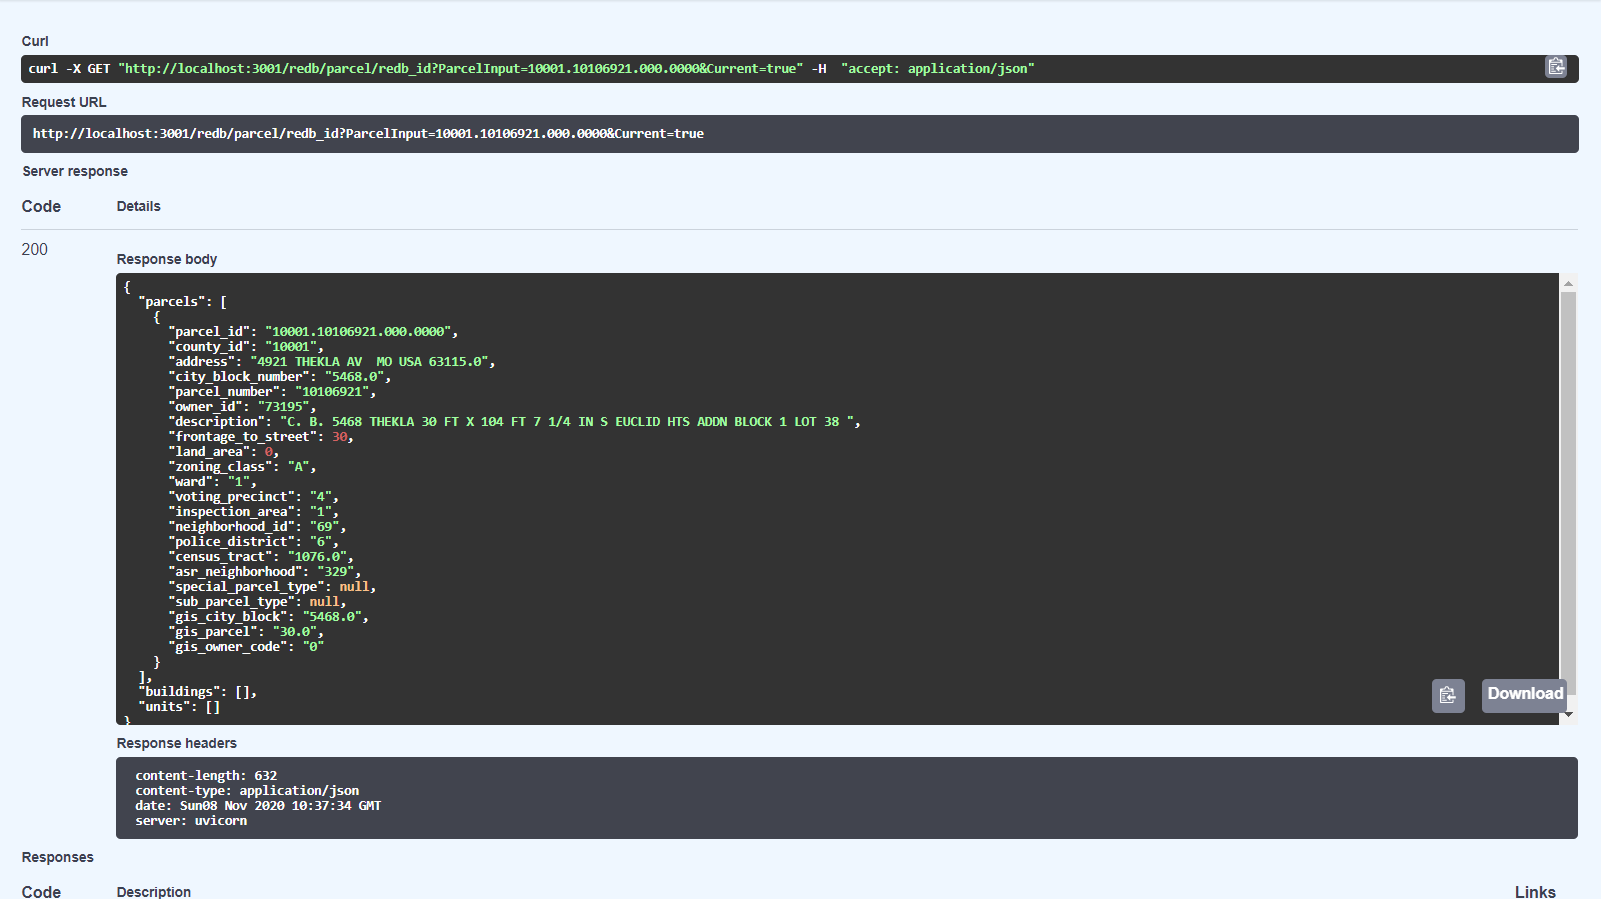 Curl
curl -X GET "http://localhost:3001/redb/parcel/redb_id?ParcelInput=10001.10106921.000.0000&Current=true" -H  "accept: application/json"
Request URL
http://localhost:3001/redb/parcel/redb_id?ParcelInput=10001.10106921.000.0000&Current=true
Server response
Code Details
200
Response body
{
  "parcels": [
    {
      "parcel_id": "10001.10106921.000.0000",
      "county_id": "10001",
      "address": "4921 THEKLA AV  MO USA 63115.0",
      "city_block_number": "5468.0",
      "parcel_number": "10106921",
      "owner_id": "73195",
      "description": "C. B. 5468 THEKLA 30 FT X 104 FT 7 1/4 IN S EUCLID HTS ADDN BLOCK 1 LOT 38 ",
      "frontage_to_street": 30,
      "land_area": 0,
      "zoning_class": "A",
      "ward": "1",
      "voting_precinct": "4",
      "inspection_area": "1",
      "neighborhood_id": "69",
      "police_district": "6",
      "census_tract": "1076.0",
      "asr_neighborhood": "329",
      "special_parcel_type": null,
      "sub_parcel_type": null,
      "gis_city_block": "5468.0",
      "gis_parcel": "30.0",
      "gis_owner_code": "0"
    }
  ],
  "buildings": [],
  "units": []
}
Download
Response headers
content-length: 632
content-type: application/json
date: Sun08 Nov 2020 10:37:34 GMT
server: uvicorn
Responses
Code Description Links